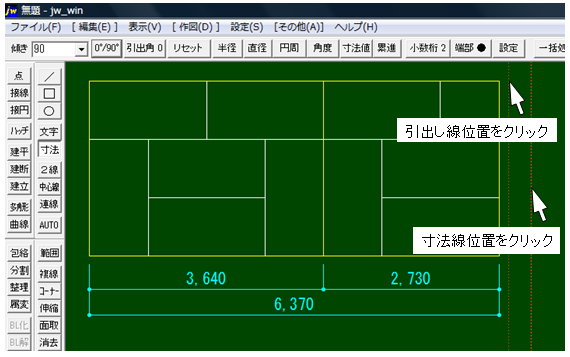 jw 無題 - jw_win
ファイル(F) [ 編集(E) ] 表示(V) [ 作図(D) ] 設定(S) [その他(A)] ヘルプ(H)
傾き 90 0°/90° 引出角 0 リセット 半径 直径 円周 角度 寸法値 累進 小数桁 2 端部 ● 設定 一括処
点 ／
接線 □
接円 ○
ハッチ 文字
建平 寸法
建断 2線
建立 中心線
多角形 連線
曲線 AUTO
包絡 範囲
分割 複線
整理 コーナー
属変 伸縮
BL化 面取
BL解 消去
引出し線位置をクリック
寸法線位置をクリック
3,640 2,730
6,370